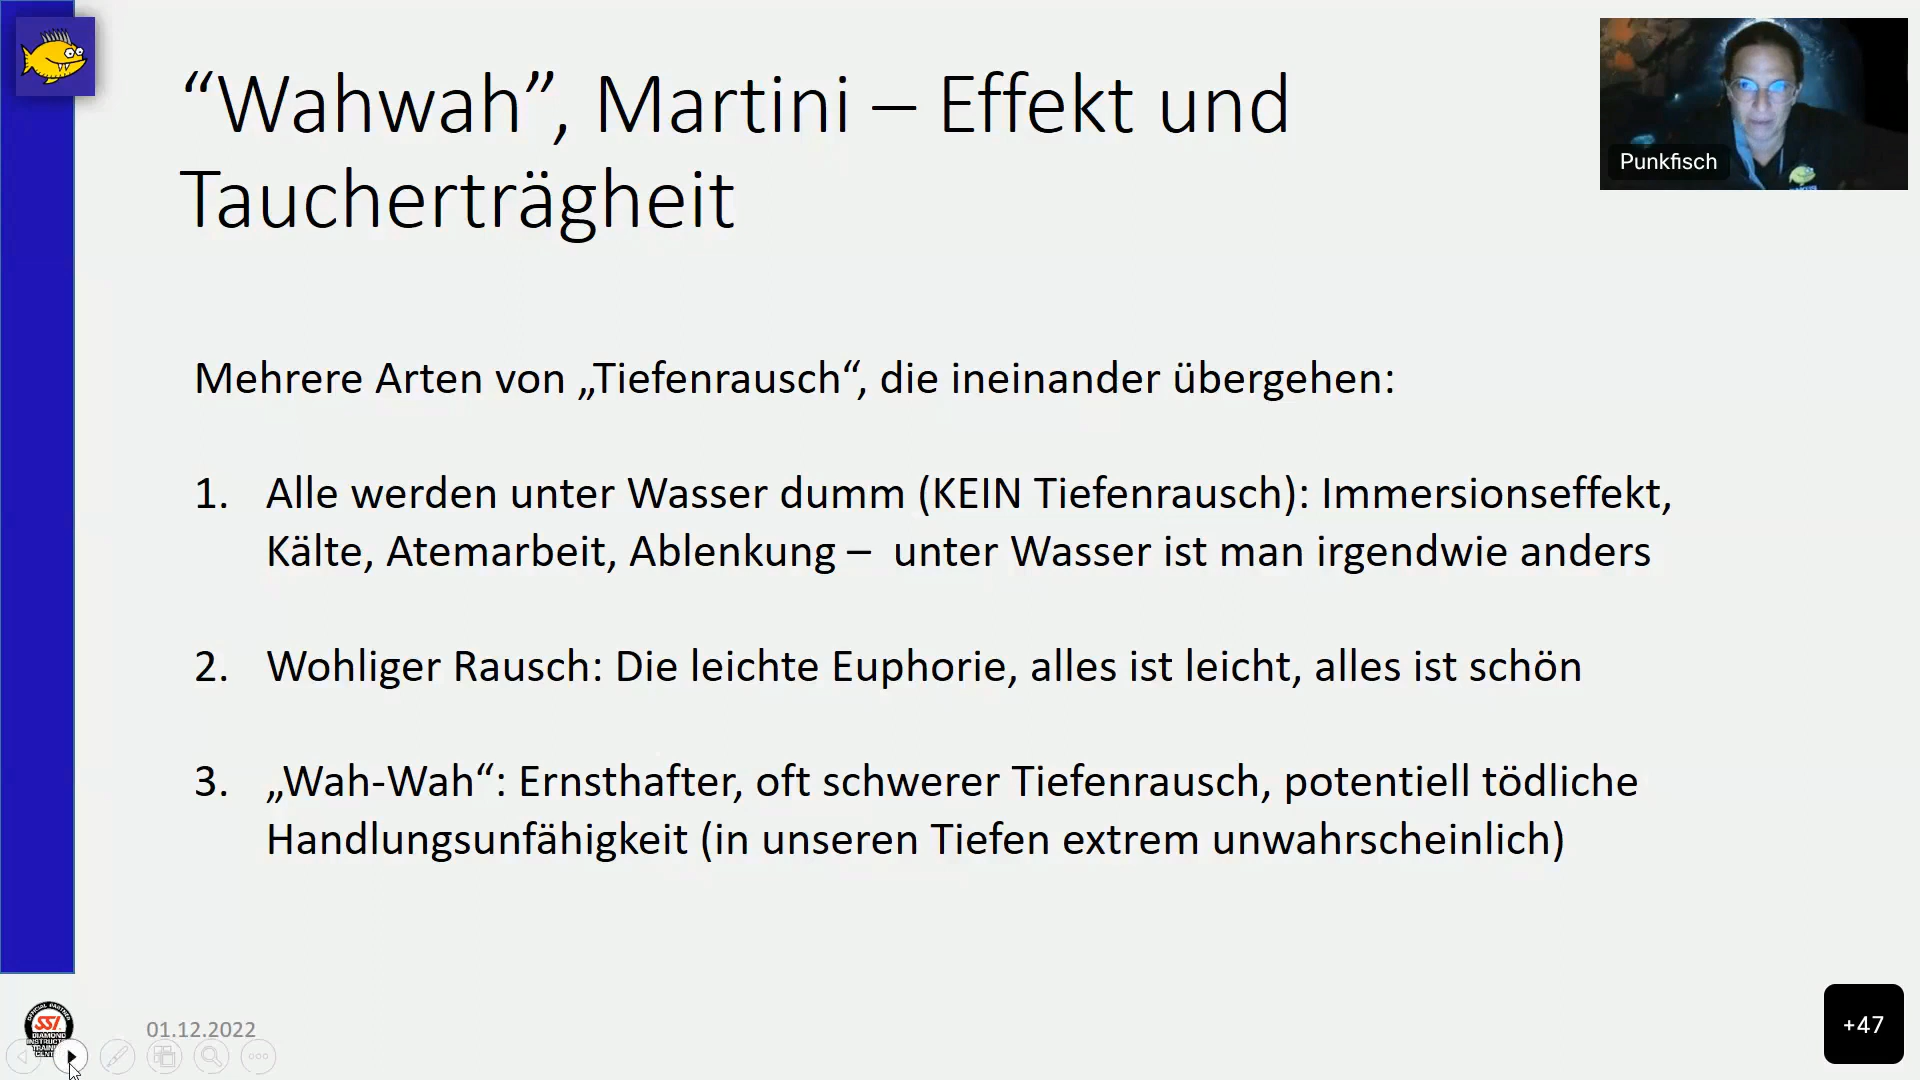 “Wahwah”, Martini – Effekt und
Taucherträgheit
Punkfisch
Mehrere Arten von „Tiefenrausch“, die ineinander übergehen:
1. Alle werden unter Wasser dumm (KEIN Tiefenrausch): Immersionseffekt,
Kälte, Atemarbeit, Ablenkung – unter Wasser ist man irgendwie anders
2. Wohliger Rausch: Die leichte Euphorie, alles ist leicht, alles ist schön
3. „Wah-Wah“: Ernsthafter, oft schwerer Tiefenrausch, potentiell tödliche
Handlungsunfähigkeit (in unseren Tiefen extrem unwahrscheinlich)
SSI
DIAMOND
01.12.2022
+47